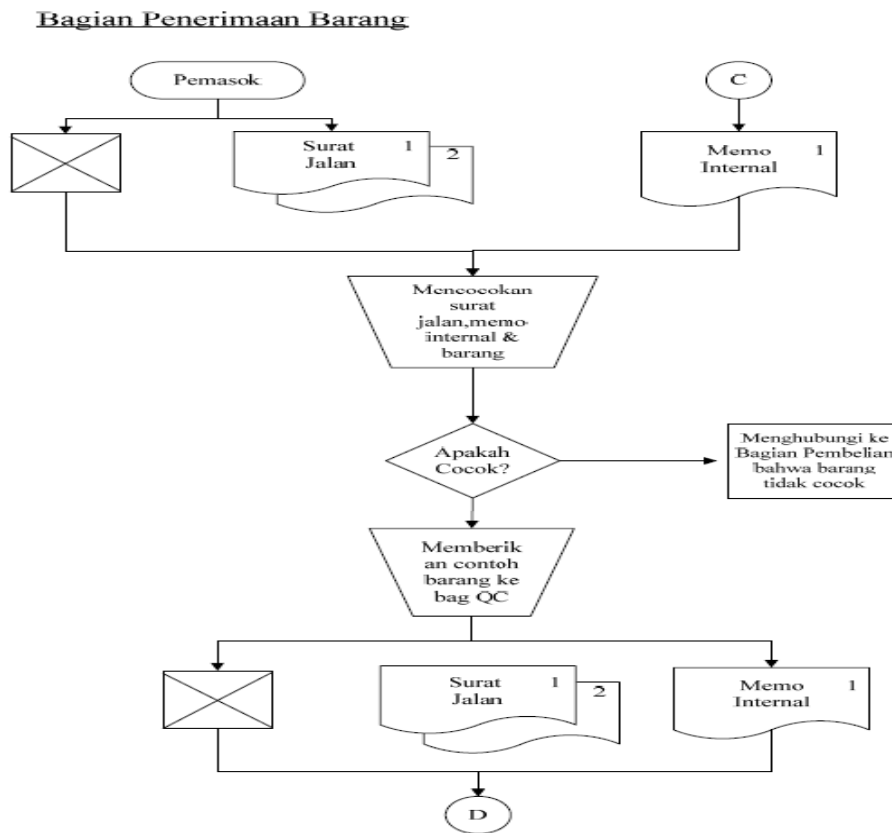 Bagian Penerimaan Barang
Pemasok
C
Surat 1
Jalan
2
Memo 1
Internal
Mencocokan
surat
jalan,memo
internal &
barang
Apakah
Cocok?
Menghubungi ke
Bagian Pembelian
bahwa barang
tidak cocok
Memberik
an contoh
barang ke
bag QC
Surat 1
Jalan
2
Memo 1
Internal
D